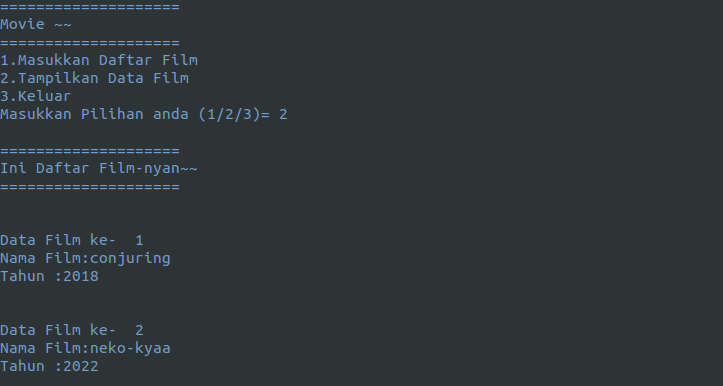 ====================
Movie ~~
====================
1.Masukkan Daftar Film
2.Tampilkan Data Film
3.Keluar
Masukkan Pilihan anda (1/2/3)= 2
====================
Ini Daftar Film-nyan~~
====================
Data Film ke-  1
Nama Film:conjuring
Tahun :2018
Data Film ke-  2
Nama Film:neko-kyaa
Tahun :2022